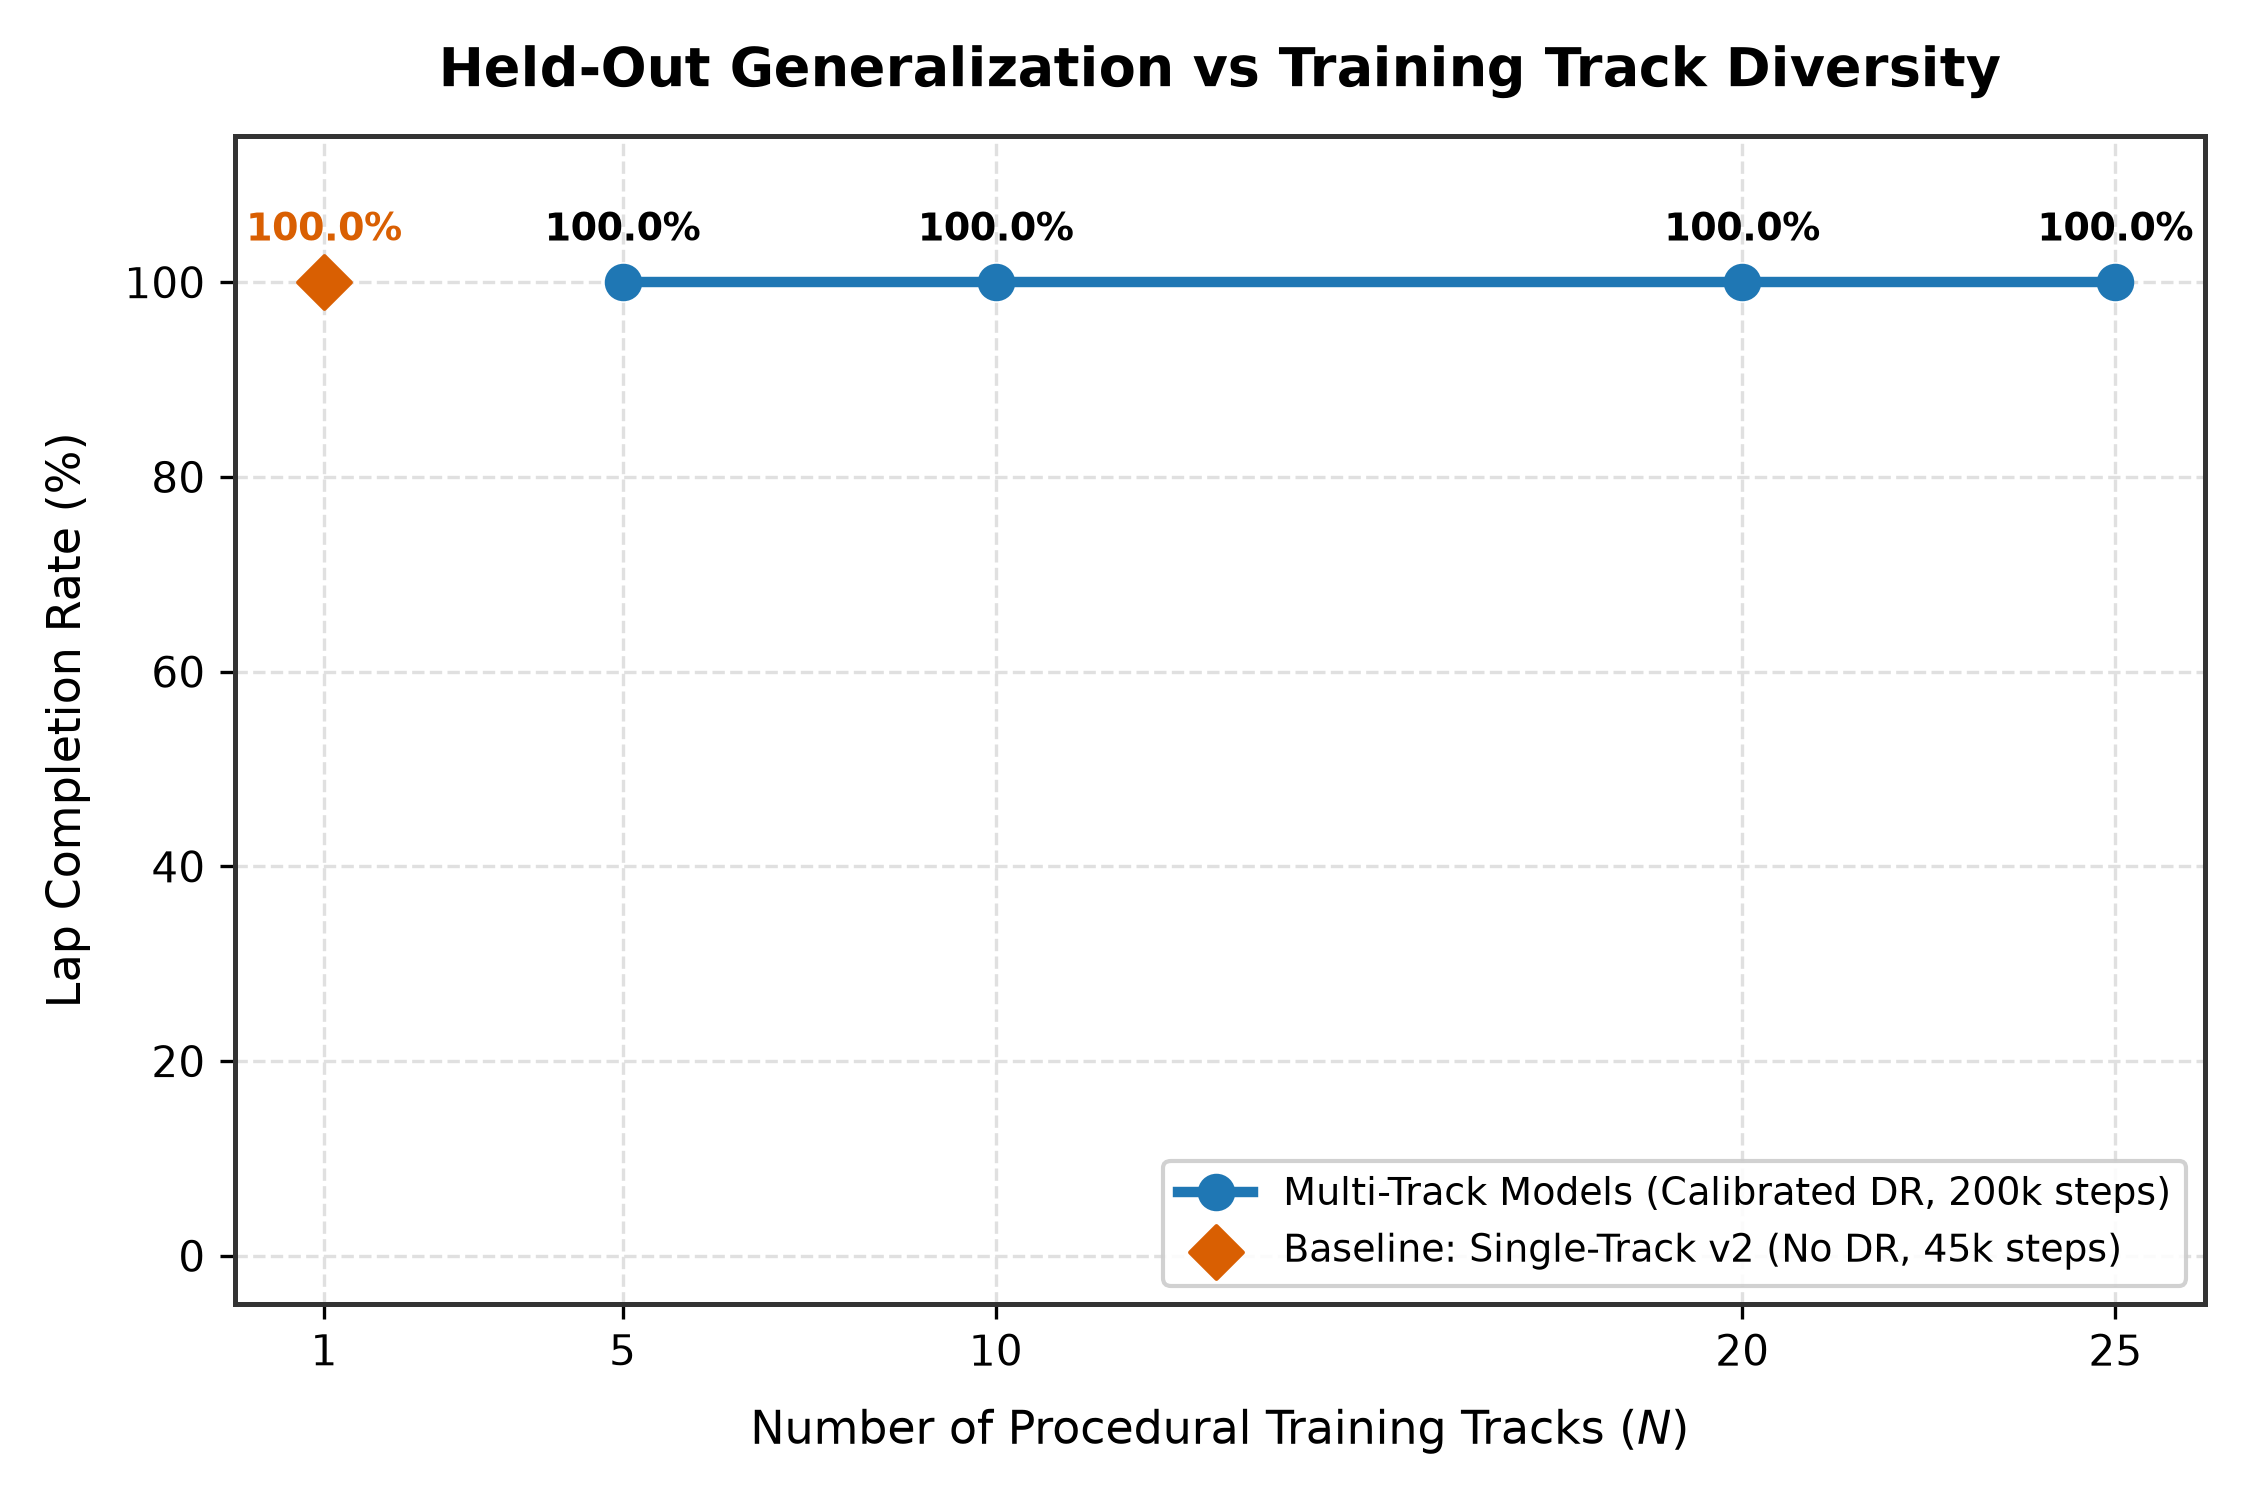 Held-Out Generalization vs Training Track Diversity
100.0% 100.0% 100.0% 100.0% 100.0%
100
80
60
40
20
0
Lap Completion Rate (%)
Multi-Track Models (Calibrated DR, 200k steps)
Baseline: Single-Track v2 (No DR, 45k steps)
1 5 10 20 25
Number of Procedural Training Tracks (N)